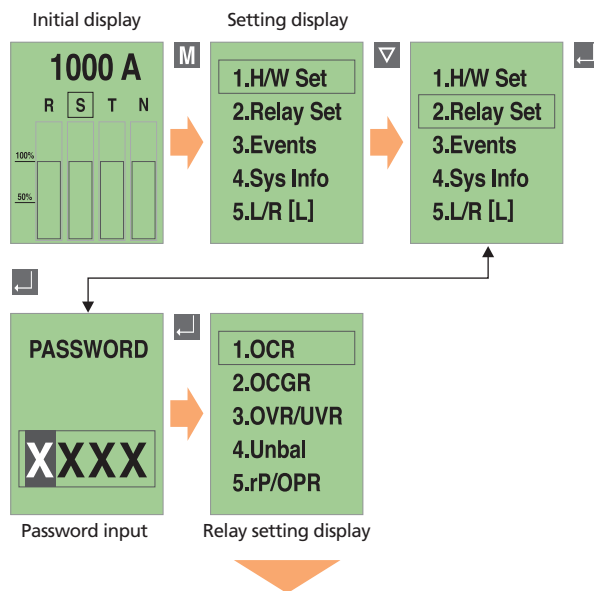 Initial display
Setting display
1000 A
R S T N
100%
50%
M
1.H/W Set
2.Relay Set
3.Events
4.Sys Info
5.L/R [L]
1.H/W Set
2.Relay Set
3.Events
4.Sys Info
5.L/R [L]
PASSWORD
XXXX
Password input
1.OCR
2.OCGR
3.OVR/UVR
4.Unbal
5.rP/OPR
Relay setting display